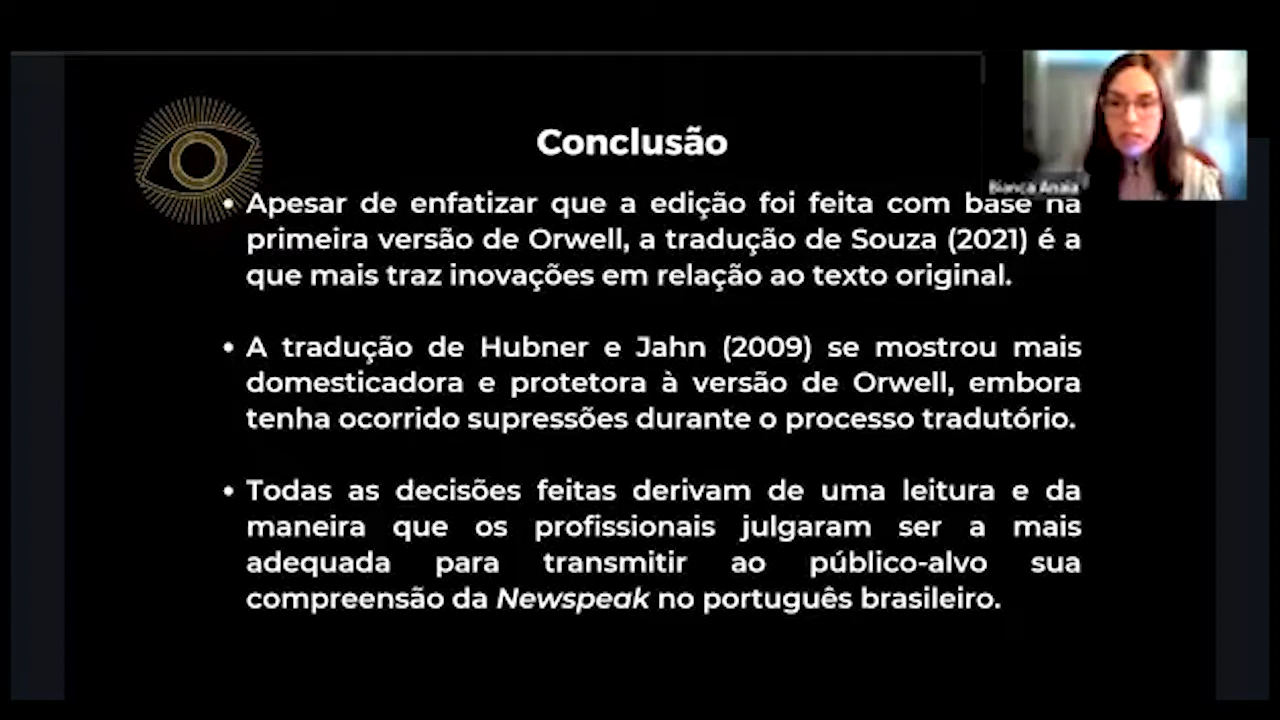 Conclusão
Bianca Anaia
• Apesar de enfatizar que a edição foi feita com base na
primeira versão de Orwell, a tradução de Souza (2021) é a
que mais traz inovações em relação ao texto original.
• A tradução de Hubner e Jahn (2009) se mostrou mais
domesticadora e protetora à versão de Orwell, embora
tenha ocorrido supressões durante o processo tradutório.
• Todas as decisões feitas derivam de uma leitura e da
maneira que os profissionais julgaram ser a mais
adequada para transmitir ao público-alvo sua
compreensão da Newspeak no português brasileiro.